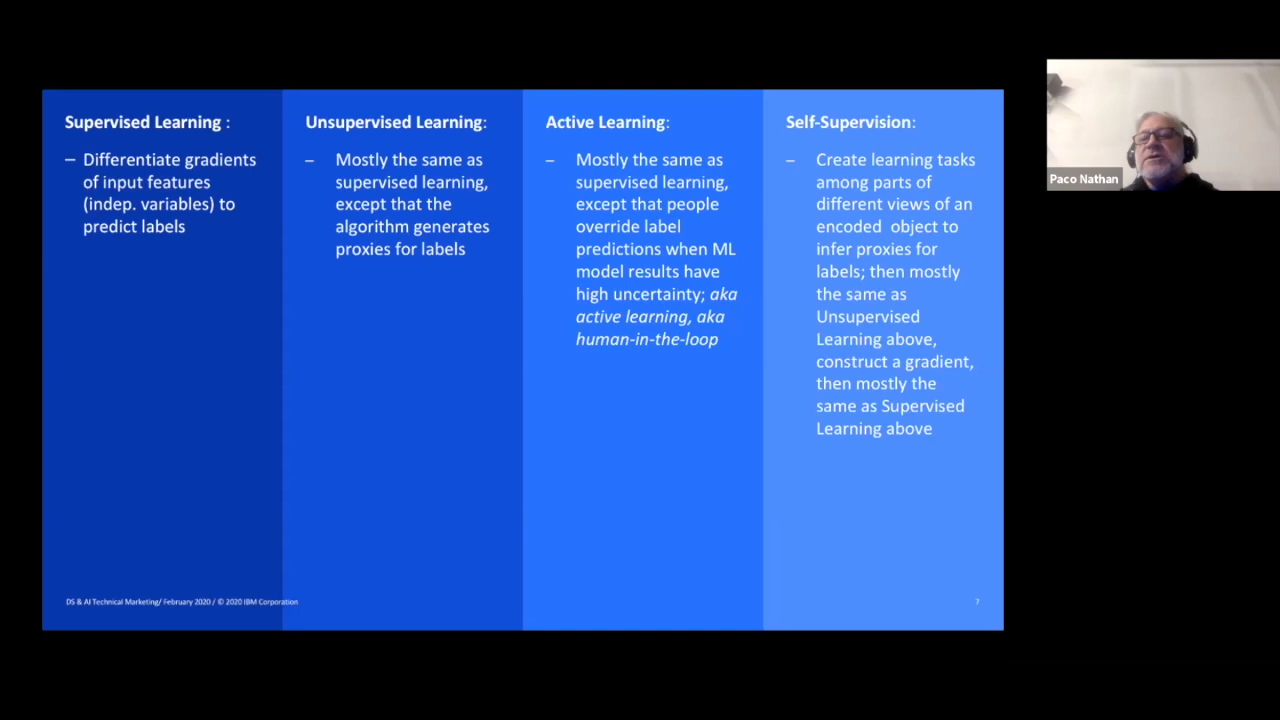 Supervised Learning :
– Differentiate gradients
of input features
(indep. variables) to
predict labels
Unsupervised Learning:
– Mostly the same as
supervised learning,
except that the
algorithm generates
proxies for labels
Active Learning:
– Mostly the same as
supervised learning,
except that people
override label
predictions when ML
model results have
high uncertainty; aka
active learning, aka
human-in-the-loop
Self-Supervision:
– Create learning tasks
among parts of
different views of an
encoded object to
infer proxies for
labels; then mostly
the same as
Unsupervised
Learning above,
construct a gradient,
then mostly the
same as Supervised
Learning above
DS & AI Technical Marketing/ February 2020 / © 2020 IBM Corporation
7
Paco Nathan